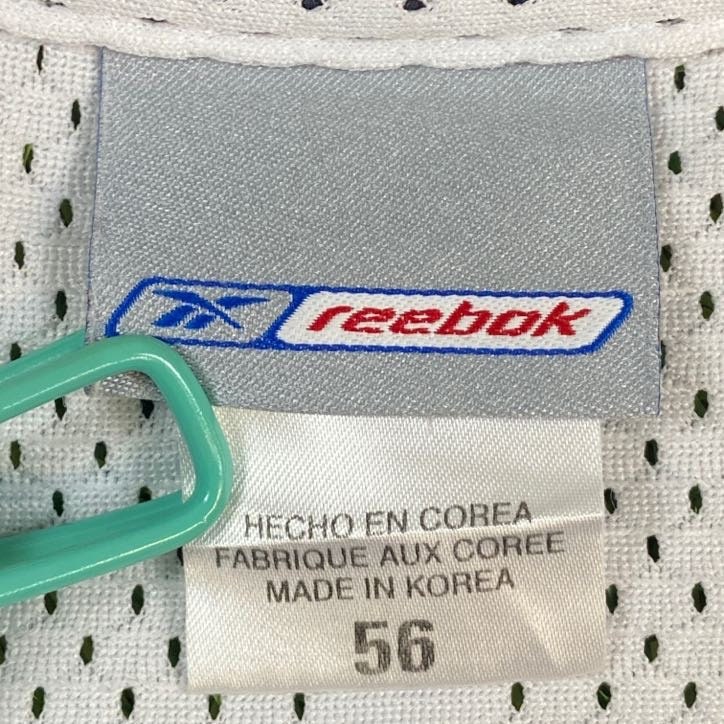 reebok
HECHO EN COREA
FABRIQUE AUX COREE
MADE IN KOREA
56